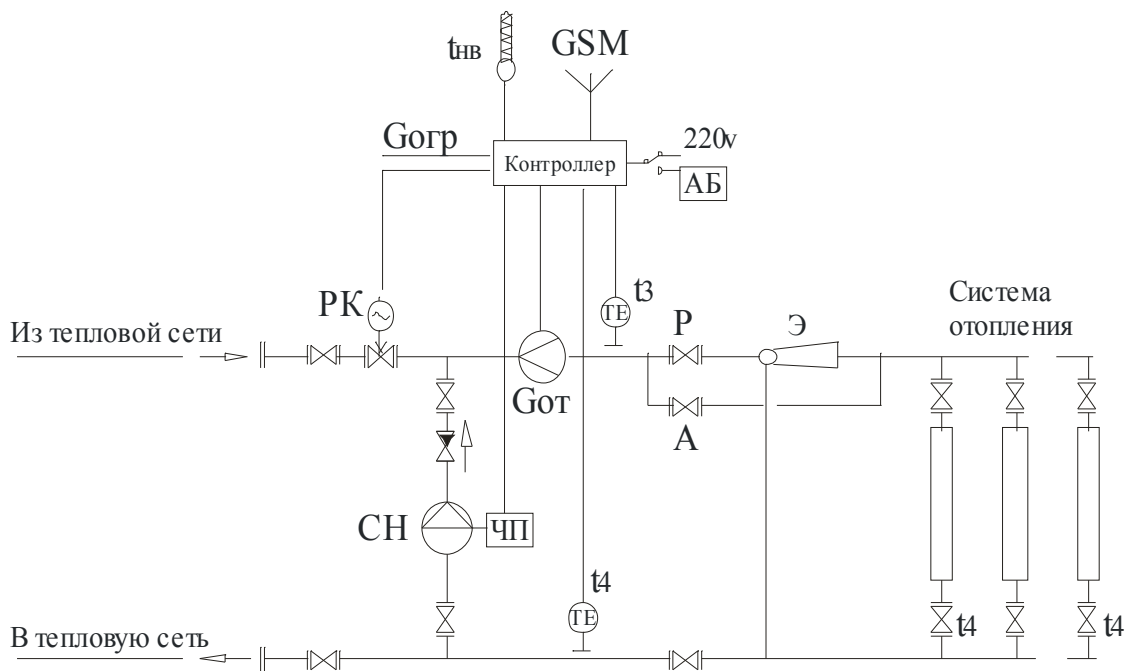 tнв
GSM
Gогр
220v
Контроллер
АБ
РК
t3
ТЕ
Р
Э
Система
отопления
Из тепловой сети
Gот
А
СН
ЧП
t4
ТЕ
t4
t4
В тепловую сеть